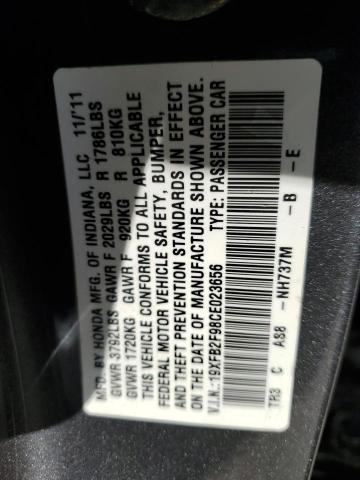 MFD. BY HONDA MFG. OF INDIANA, LLC 11/11
GVWR 3792LBS GAWR F 2029LBS R 1786LBS
GVWR 1720KG GAWR F 920KG R 810KG
THIS VEHICLE CONFORMS TO ALL APPLICABLE
FEDERAL MOTOR VEHICLE SAFETY, BUMPER,
AND THEFT PREVENTION STANDARDS IN EFFECT
ON THE DATE OF MANUFACTURE SHOWN ABOVE.
V.I.N.: 19XFB2F98CE023656 TYPE: PASSENGER CAR
TR3 C A88 -NH737M -B -E